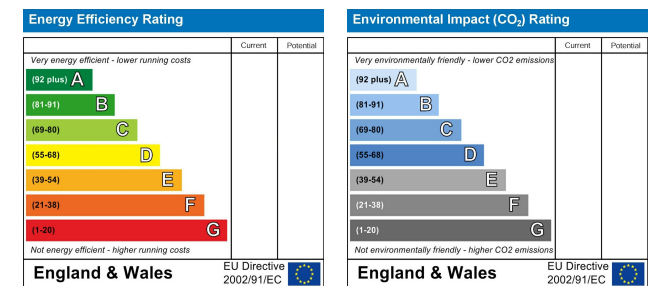 Energy Efficiency Rating
Current Potential
Very energy efficient - lower running costs
(92 plus) A
(81-91) B
(69-80) C
(55-68) D
(39-54) E
(21-38) F
(1-20) G
Not energy efficient - higher running costs
England & Wales
EU Directive
2002/91/EC
Environmental Impact (CO2) Rating
Current Potential
Very environmentally friendly - lower CO2 emissions
(92 plus) A
(81-91) B
(69-80) C
(55-68) D
(39-54) E
(21-38) F
(1-20) G
Not environmentally friendly - higher CO2 emissions
England & Wales
EU Directive
2002/91/EC